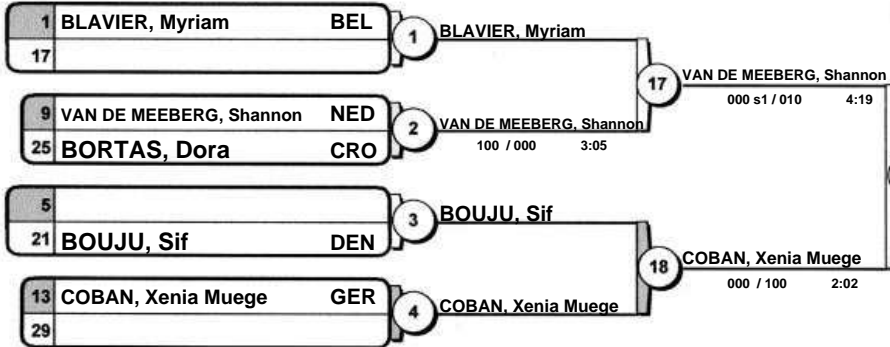 1 BLAVIER, Myriam BEL
17
1
BLAVIER, Myriam
9 VAN DE MEEBERG, Shannon NED
25 BORTAS, Dora CRO
2
VAN DE MEEBERG, Shannon
100 / 000 3:05
17
VAN DE MEEBERG, Shannon
000 s1 / 010 4:19
5
21 BOUJU, Sif DEN
3
BOUJU, Sif
13 COBAN, Xenia Muege GER
29
4
COBAN, Xenia Muege
18
COBAN, Xenia Muege
000 / 100 2:02